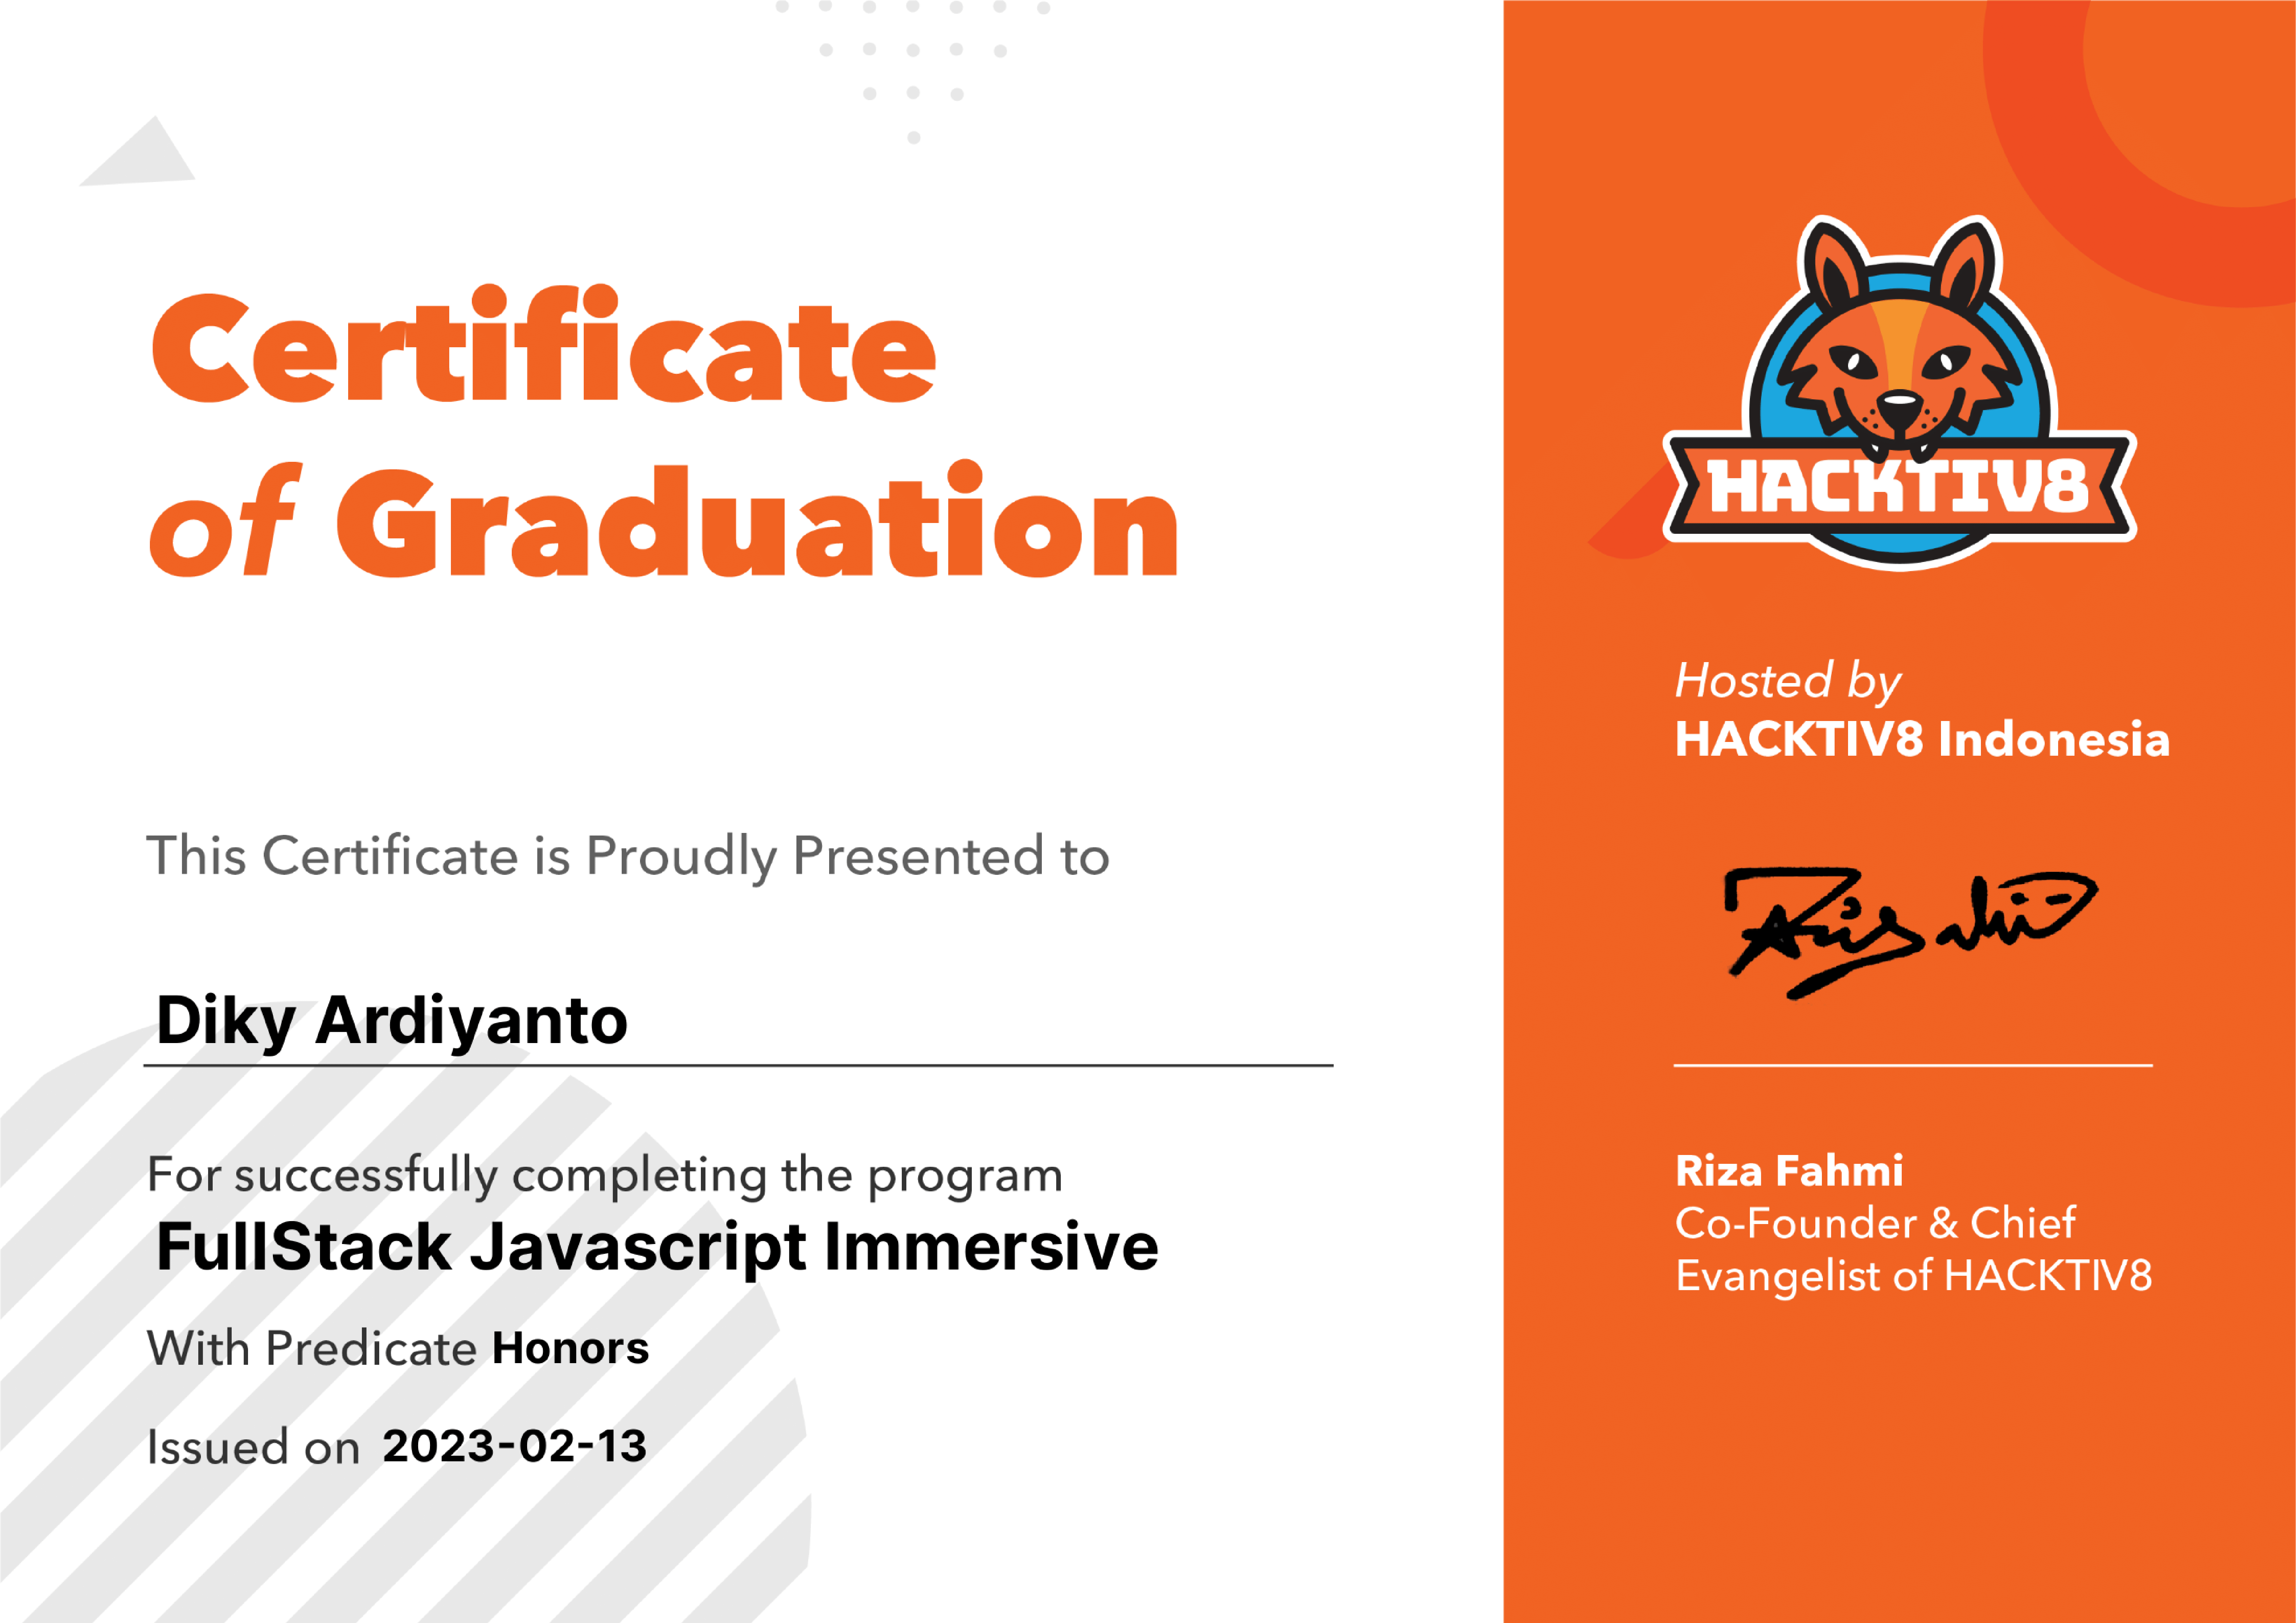 Certificate
of Graduation
This Certificate is Proudly Presented to
Diky Ardiyanto
For successfully completing the program
FullStack Javascript Immersive
With Predicate Honors
Issued on 2023-02-13
HACKTIV8
Hosted by
HACKTIV8 Indonesia
Riza Fahmi
Co-Founder & Chief
Evangelist of HACKTIV8